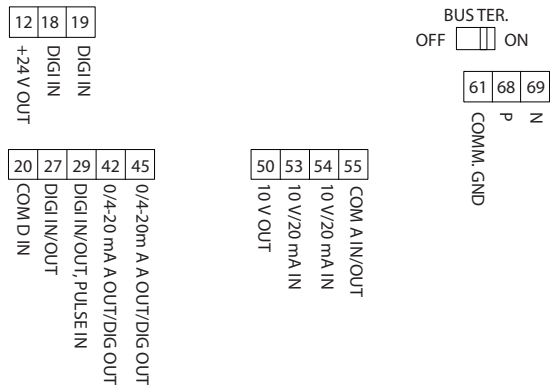 12 18 19
+24 V OUT
DIGI IN
DIGI IN
BUS TER.
OFF ON
61 68 69
COMM. GND
P
N
20 27 29 42 45
COM D IN
DIGI IN/OUT
DIGI IN/OUT, PULSE IN
0/4-20 mA A OUT/DIG OUT
0/4-20m A A OUT/DIG OUT
50 53 54 55
10 V OUT
10 V/20 mA IN
10 V/20 mA IN
COM A IN/OUT